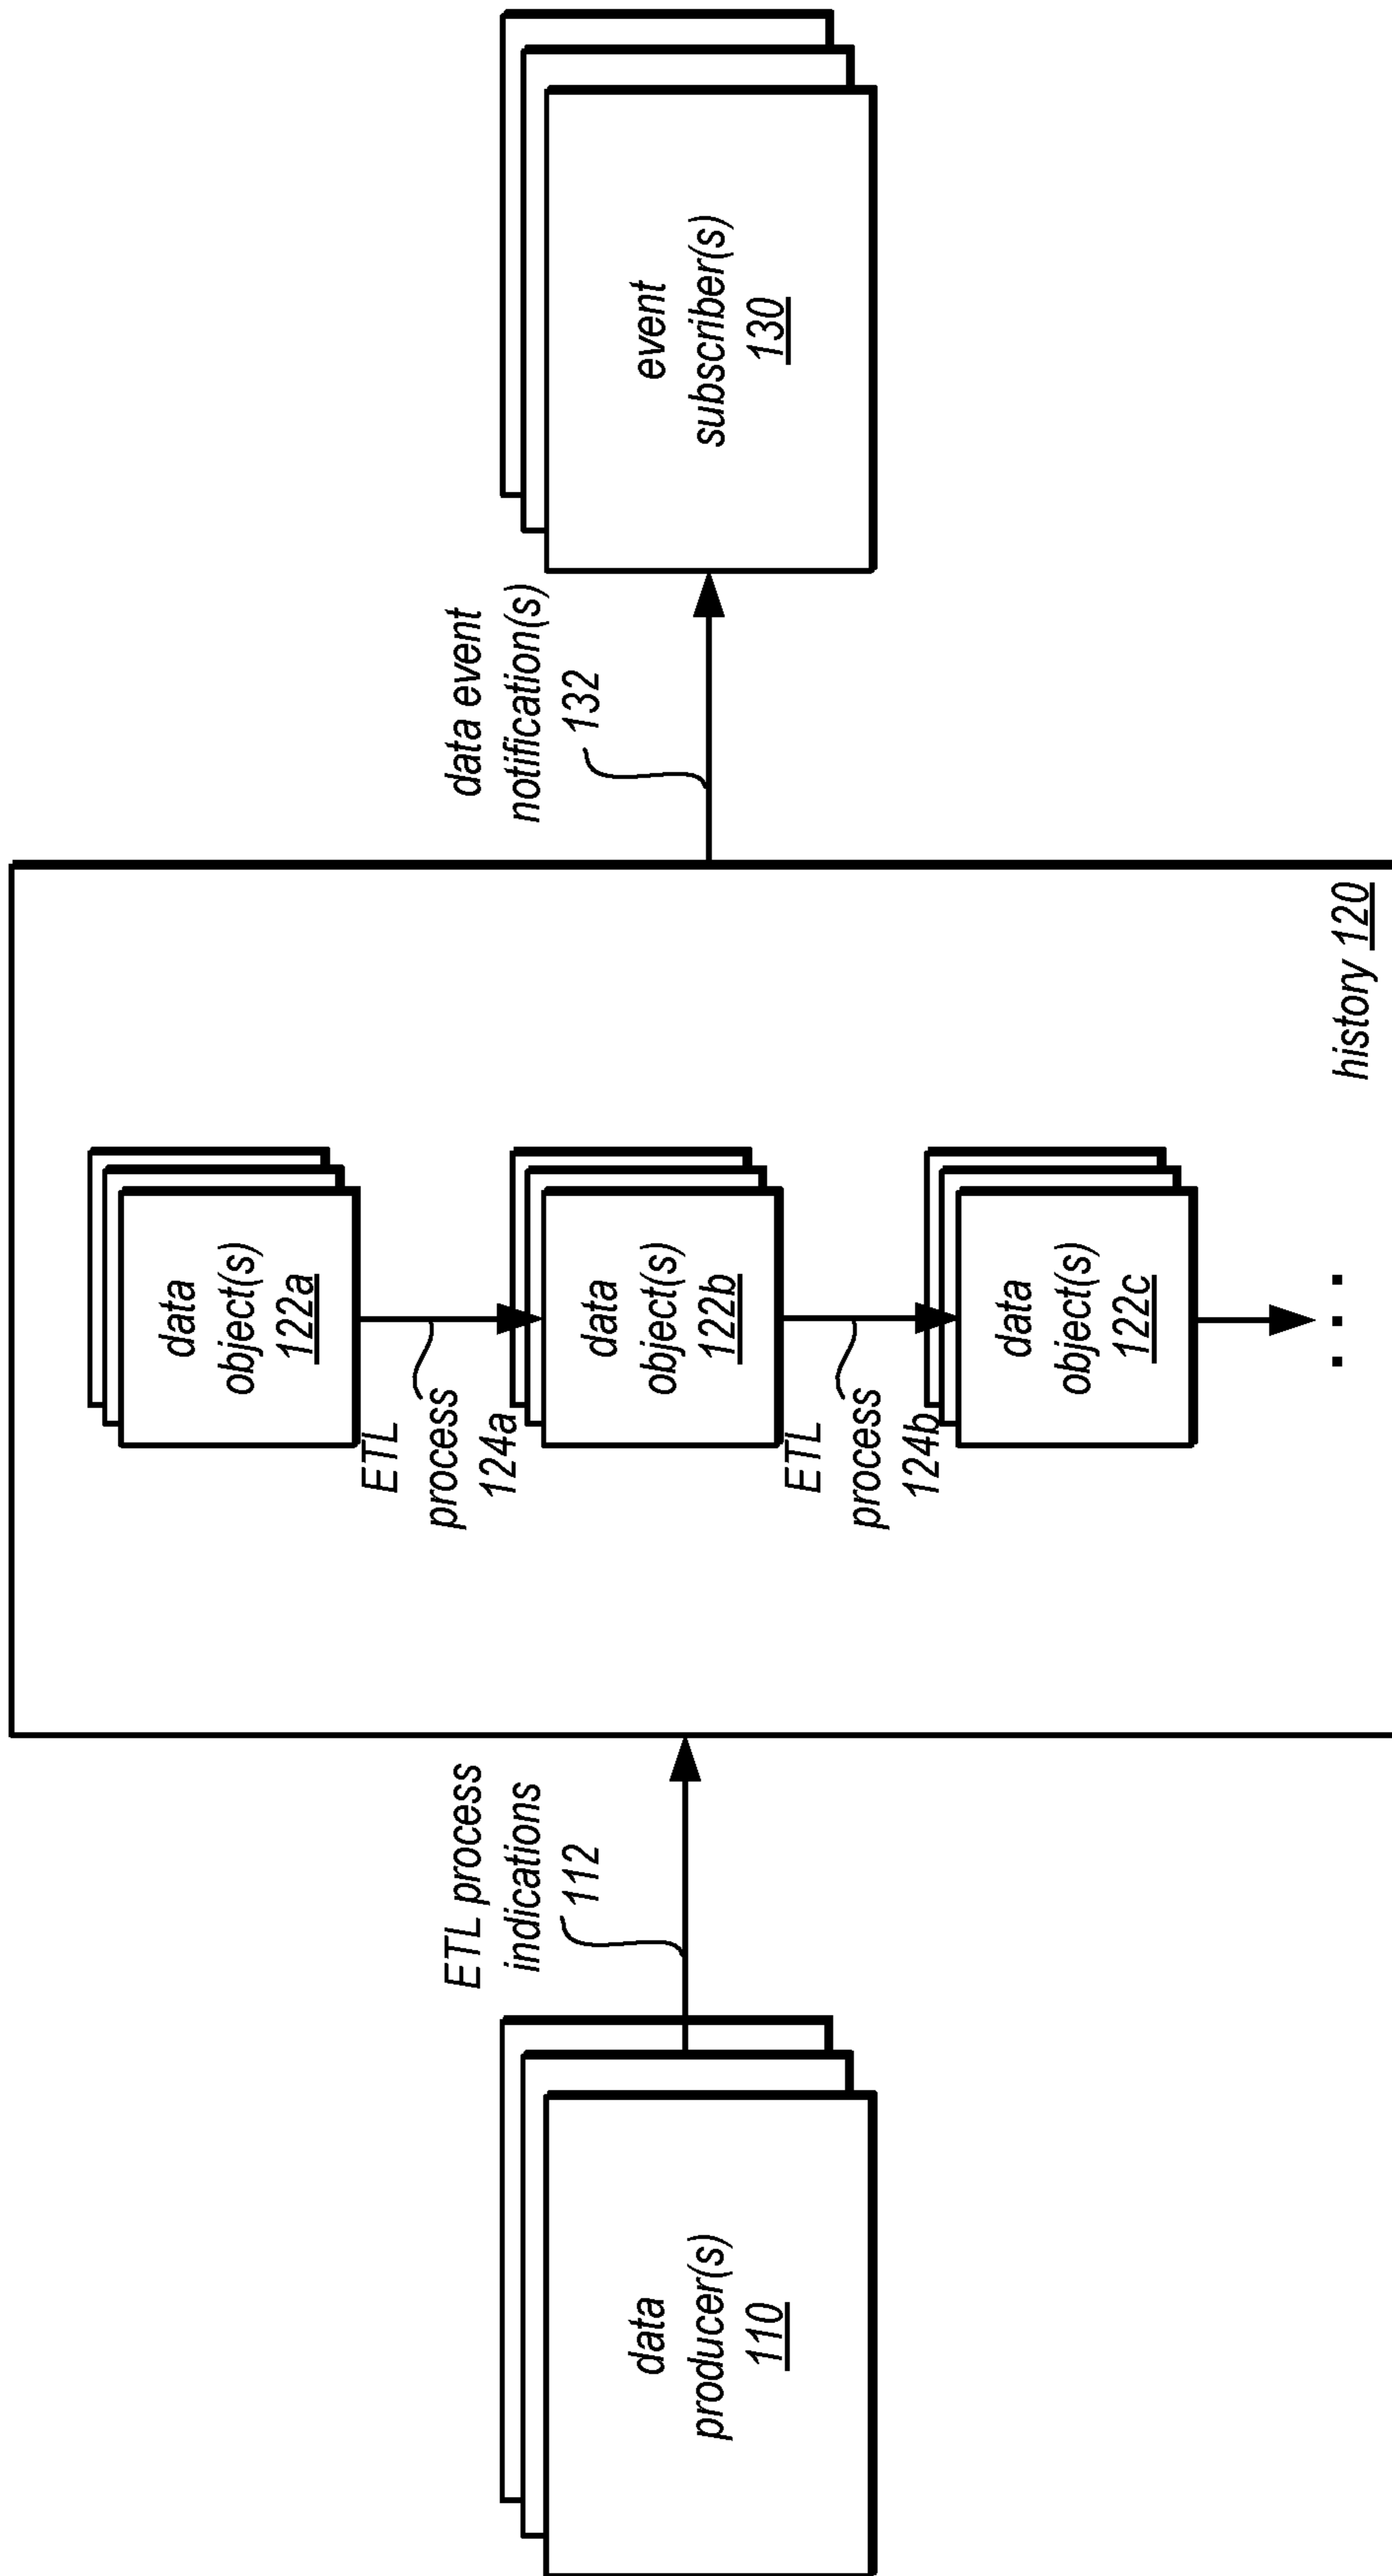 data
producer(s)
110
ETL process
indications
112
data
object(s)
122a
ETL
process
124a
data
object(s)
122b
ETL
process
124b
data
object(s)
122c
. . .
history 120
data event
notification(s)
132
event
subscriber(s)
130